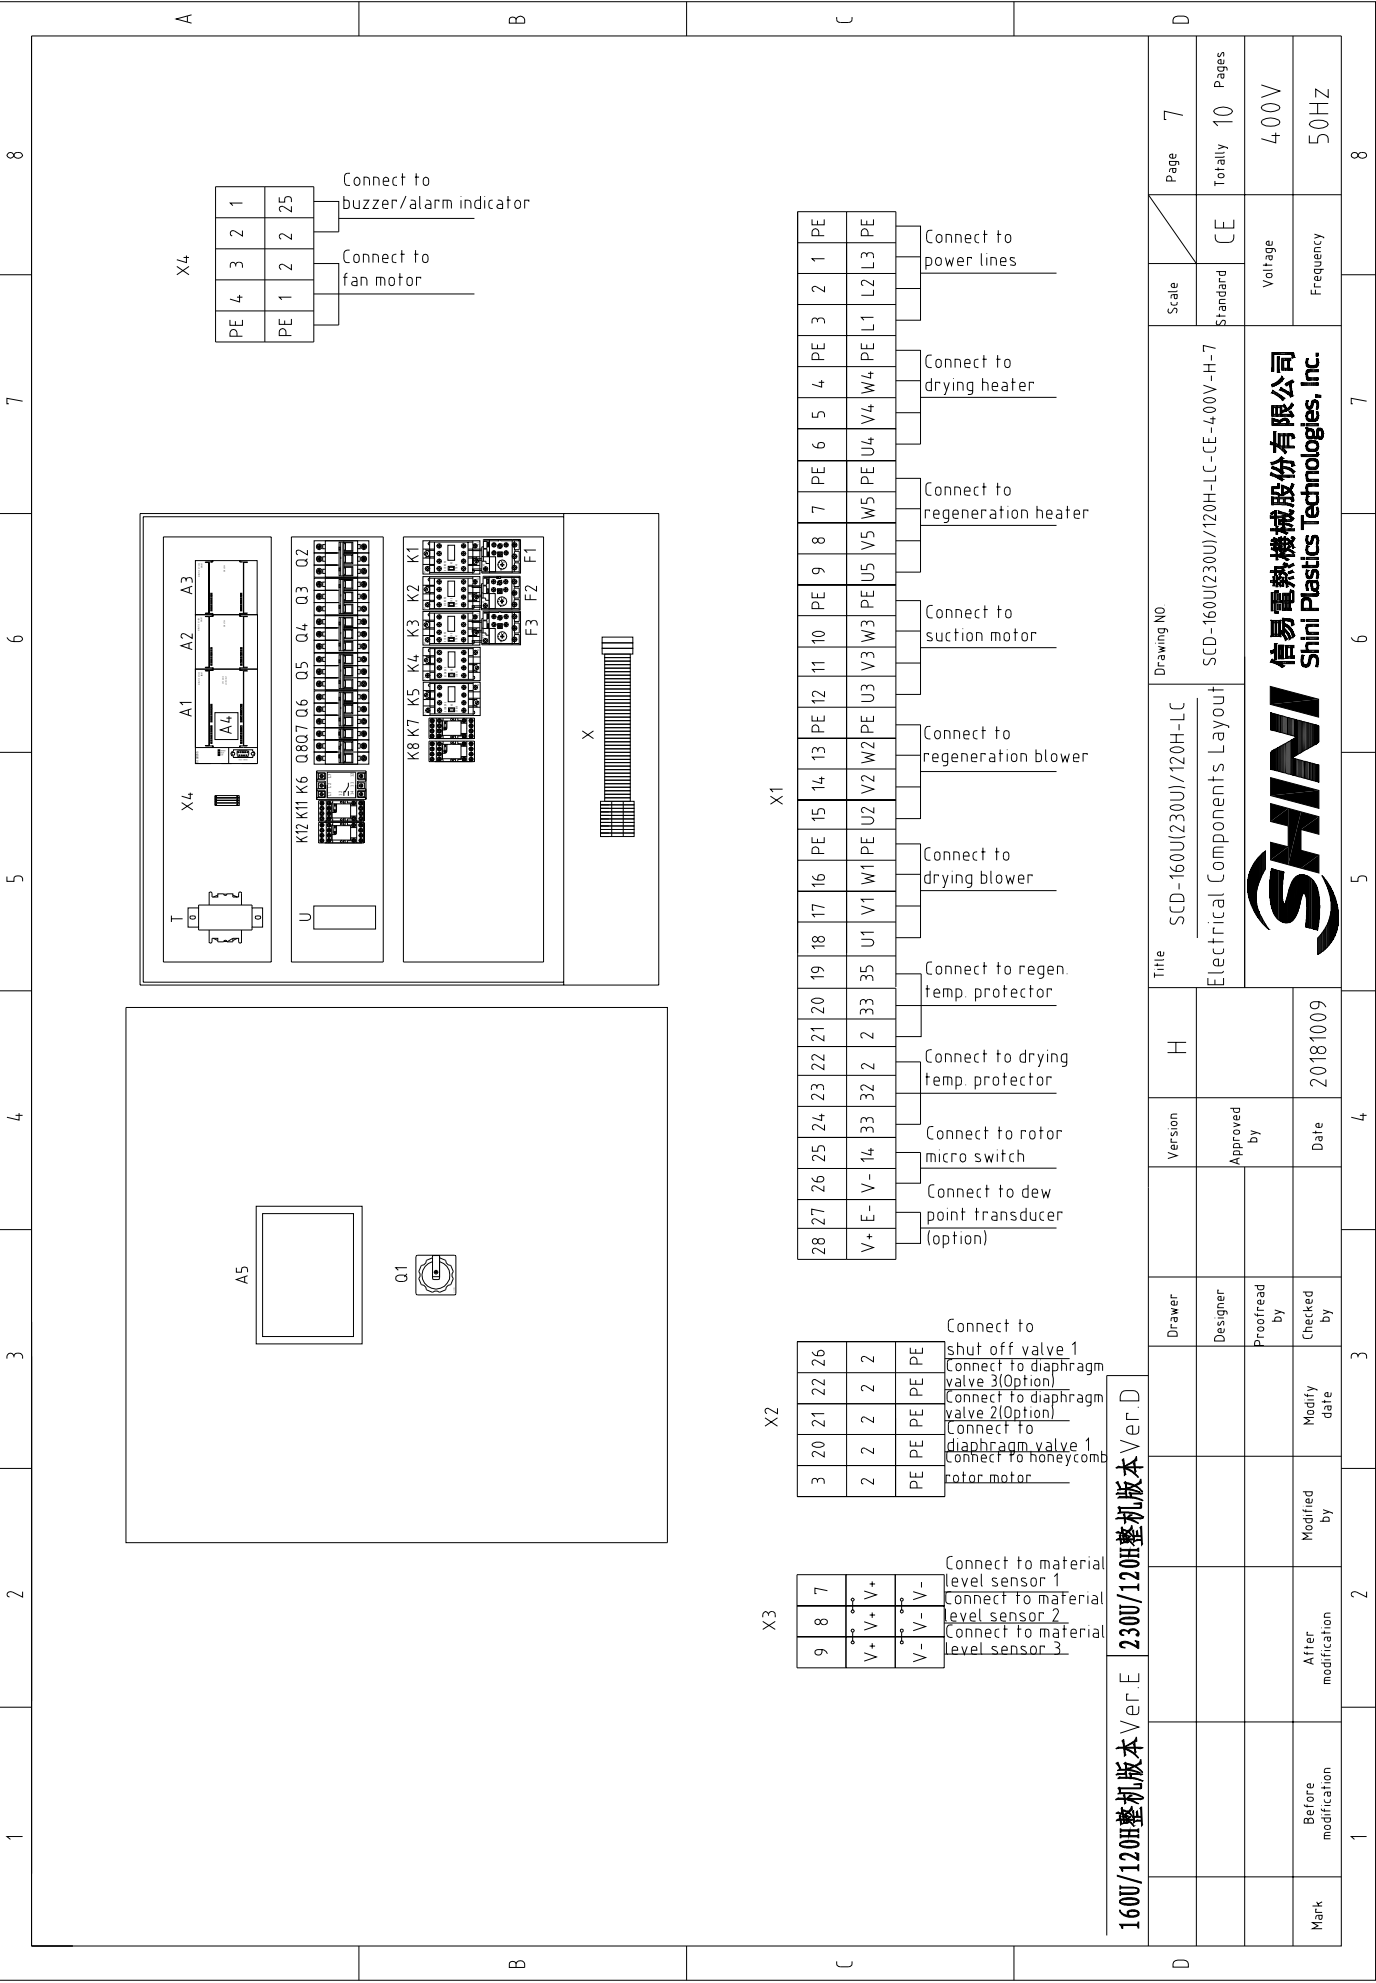 1 2 3 4 5 6 7 8
A
B
C
D
A5
Q1
T
X4
A1 A2 A3
A4
U
K12 K11 K6 Q8 Q7 Q6 Q5 Q4 Q3 Q2
K8 K7 K5 K4 K3 K2 K1
F3 F2 F1
X
X4
PE 4 3 2 1
PE 1 2 2 25
Connect to
fan motor
Connect to
buzzer/alarm indicator
X3
9 8 7
V+ V+ V+
V- V- V-
Connect to material
level sensor 1
Connect to material
level sensor 2
Connect to material
level sensor 3
X2
3 20 21 22 26
2 2 2 2 2
PE PE PE PE PE
Connect to
shut off valve 1
Connect to diaphragm
valve 3(Option)
Connect to diaphragm
valve 2(Option)
Connect to
diaphragm valve 1
Connect to honeycomb
rotor motor
X1
28 27 26 25 24 23 22 21 20 19 18 17 16 PE 15 14 13 PE 12 11 10 PE 9 8 7 PE 6 5 4 PE 3 2 1 PE
V+ E- V- 14 33 32 2 2 33 35 U1 V1 W1 PE U2 V2 W2 PE U3 V3 W3 PE U5 V5 W5 PE U4 V4 W4 PE L1 L2 L3 PE
Connect to dew
point transducer
(option)
Connect to rotor
micro switch
Connect to drying
temp. protector
Connect to regen.
temp. protector
Connect to
drying blower
Connect to
regeneration blower
Connect to
suction motor
Connect to
regeneration heater
Connect to
drying heater
Connect to
power lines
160U/120H整机版本Ver.E
230U/120H整机版本Ver.D
Mark
Before
modification
After
modification
Modified
by
Modify
date
Drawer
Designer
Proofread
by
Checked
by
Version
H
Approved
by
Date
20181009
Title
SCD-160U(230U)/120H-LC
Electrical Components Layout
Drawing NO
SCD-160U(230U)/120H-LC-CE-400V-H-7
SHINI
信易電熱機械股份有限公司
Shini Plastics Technologies, Inc.
Scale
Page 7
Standard
CE
Totally 10 Pages
Voltage
400V
Frequency
50HZ
1 2 3 4 5 6 7 8
B
C
D